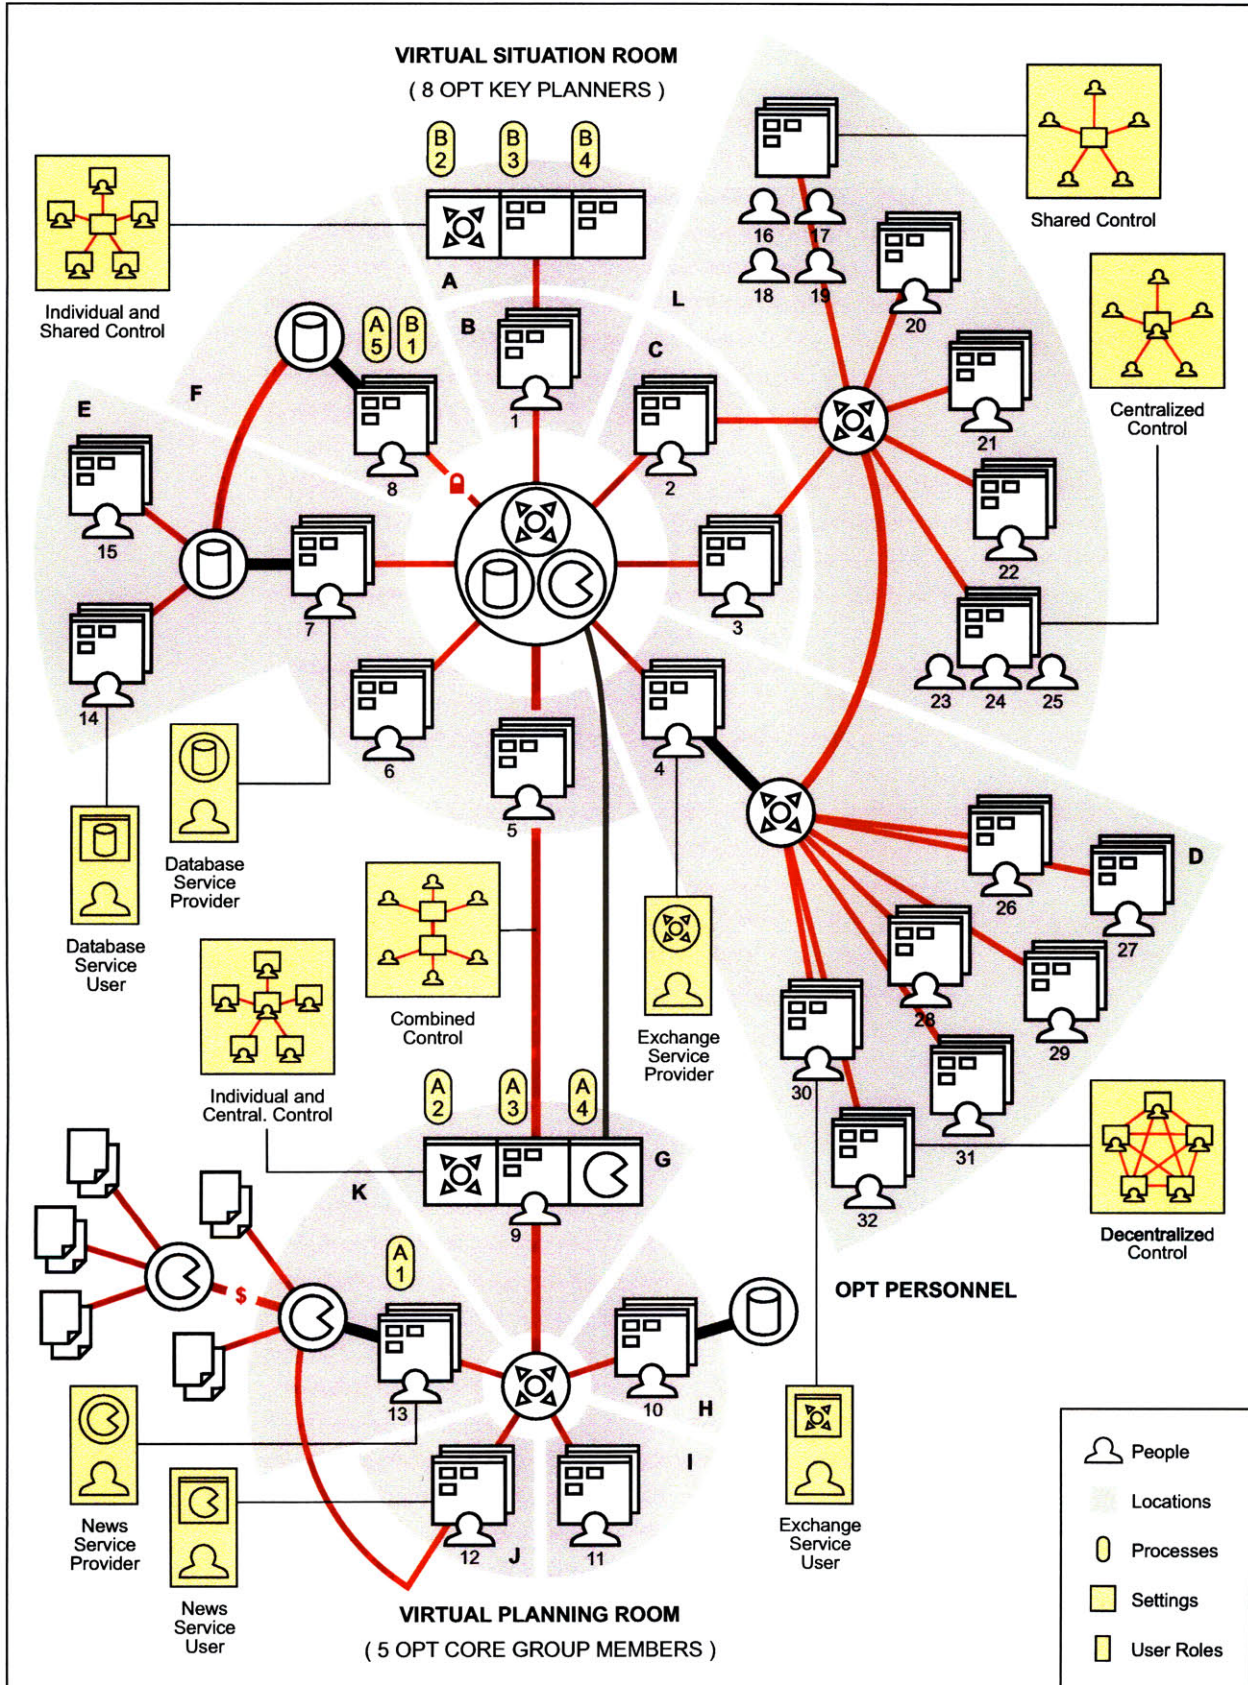 VIRTUAL SITUATION ROOM
( 8 OPT KEY PLANNERS )
B
2
B
3
B
4
Individual and
Shared Control
Shared Control
A
B
C
L
16
17
18
19
20
21
22
23
24
25
Centralized
Control
A
5
B
1
F
E
1
2
3
4
5
6
7
8
15
14
Database
Service
Provider
Database
Service
User
Combined
Control
Individual and
Central. Control
Exchange
Service
Provider
D
26
27
28
29
30
31
32
Decentralized
Control
OPT PERSONNEL
A
2
A
3
A
4
G
K
9
A
1
$
13
10
H
I
12
J
11
News
Service
Provider
News
Service
User
Exchange
Service
User
VIRTUAL PLANNING ROOM
( 5 OPT CORE GROUP MEMBERS )
People
Locations
Processes
Settings
User Roles